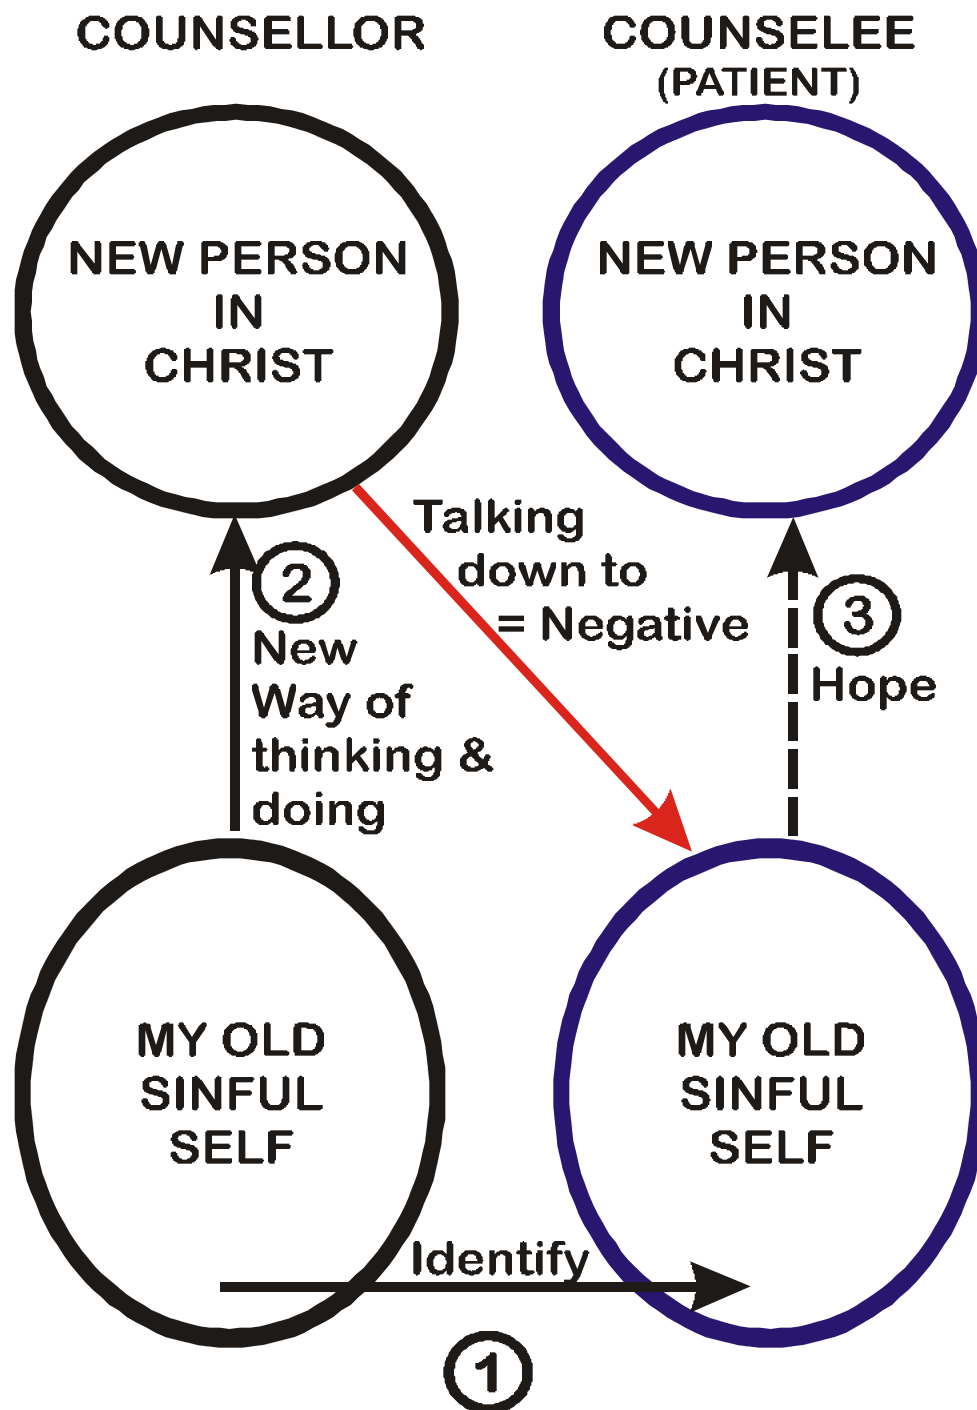 COUNSELLOR
COUNSELEE
(PATIENT)
NEW PERSON
IN
CHRIST
NEW PERSON
IN
CHRIST
Talking
down to
= Negative
2
New
Way of
thinking &
doing
3
Hope
MY OLD
SINFUL
SELF
MY OLD
SINFUL
SELF
Identify
1